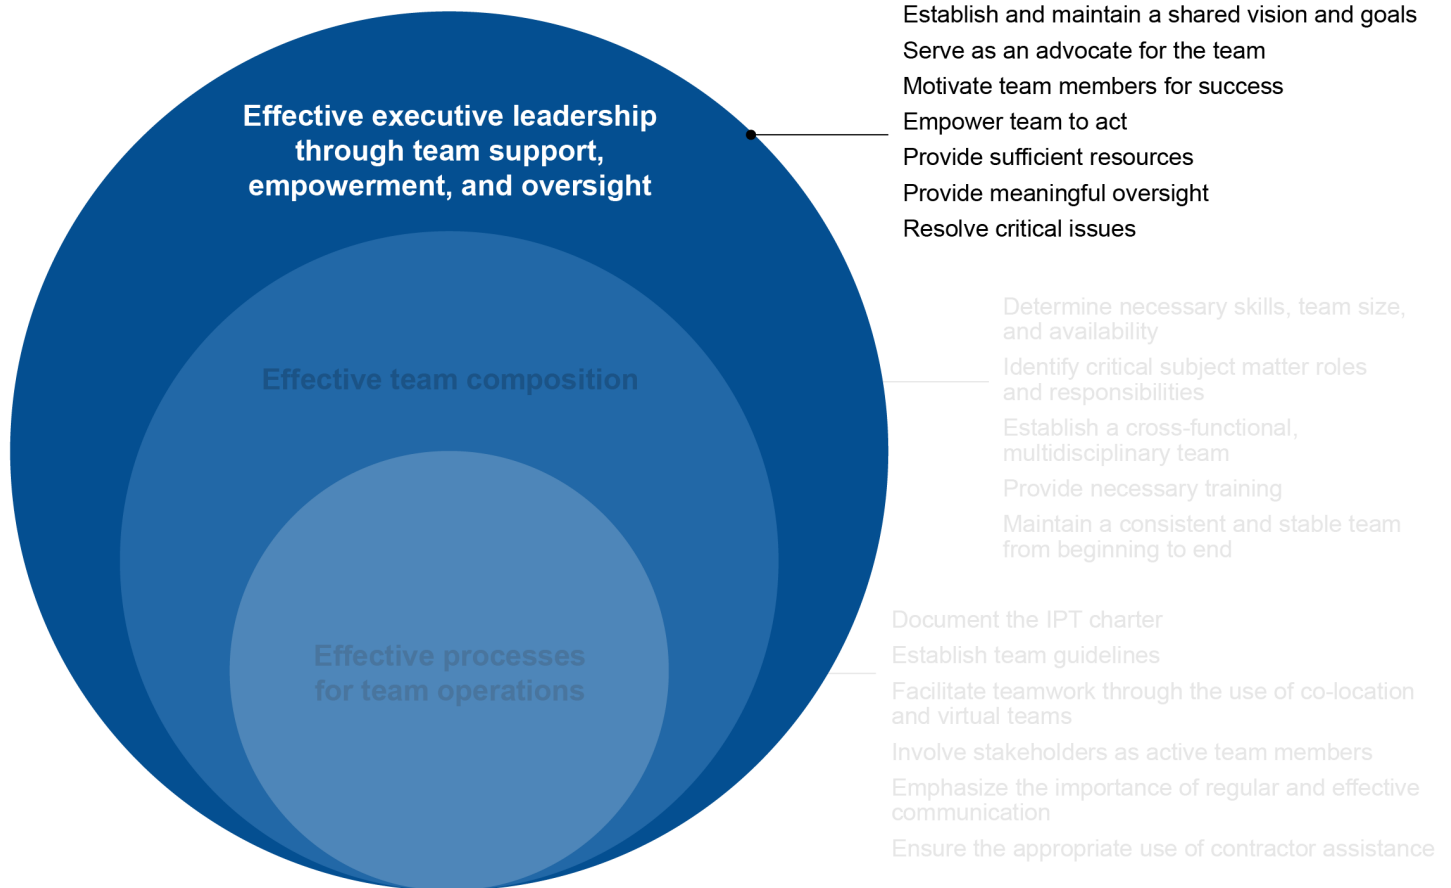 Effective executive leadership
through team support,
empowerment, and oversight
Establish and maintain a shared vision and goals
Serve as an advocate for the team
Motivate team members for success
Empower team to act
Provide sufficient resources
Provide meaningful oversight
Resolve critical issues
Effective team composition
Determine necessary skills, team size,
and availability
Identify critical subject matter roles
and responsibilities
Establish a cross-functional,
multidisciplinary team
Provide necessary training
Maintain a consistent and stable team
from beginning to end
Effective processes
for team operations
Document the IPT charter
Establish team guidelines
Facilitate teamwork through the use of co-location
and virtual teams
Involve stakeholders as active team members
Emphasize the importance of regular and effective
communication
Ensure the appropriate use of contractor assistance